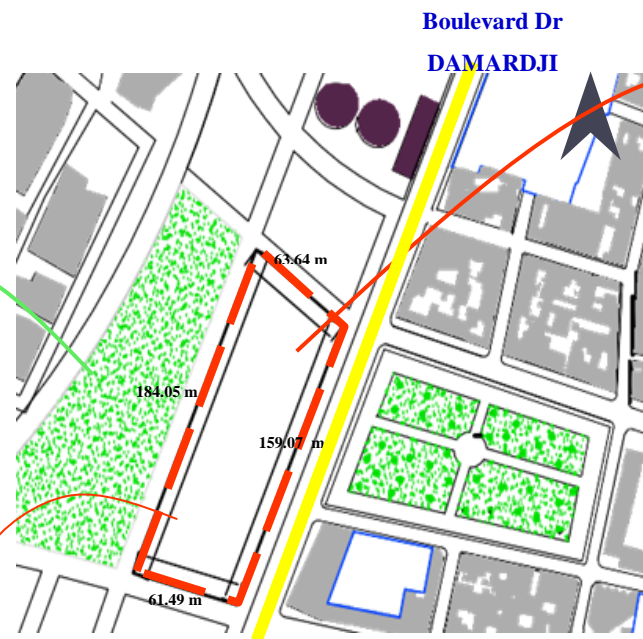 Boulevard Dr
DAMARDJI
63.64 m
184.05 m
159.07 m
61.49 m